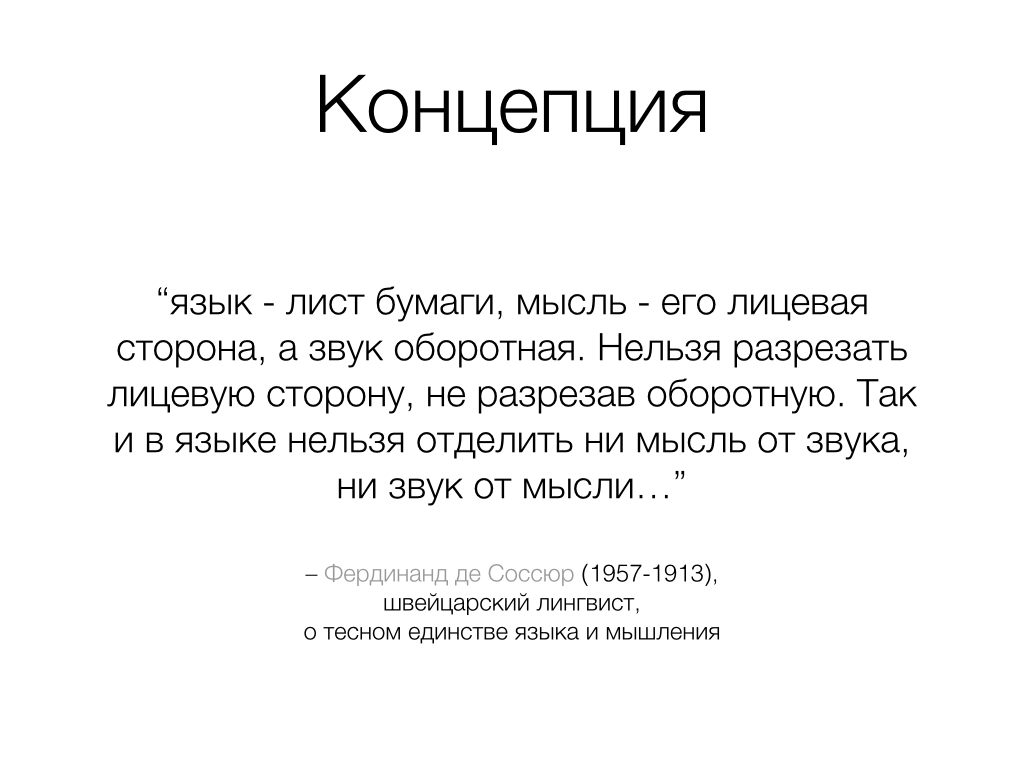 Концепция
“язык - лист бумаги, мысль - его лицевая
сторона, а звук оборотная. Нельзя разрезать
лицевую сторону, не разрезав оборотную. Так
и в языке нельзя отделить ни мысль от звука,
ни звук от мысли…”
– Фердинанд де Соссюр (1957-1913),
швейцарский лингвист,
о тесном единстве языка и мышления